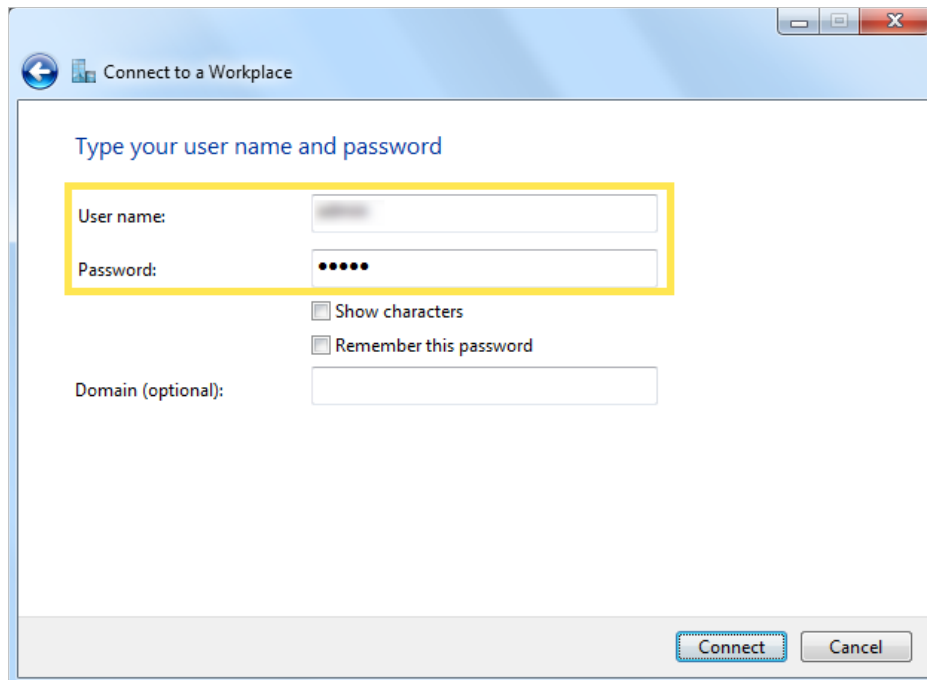 Connect to a Workplace
Type your user name and password
User name:
Password: •••••
Show characters
Remember this password
Domain (optional):
Connect Cancel